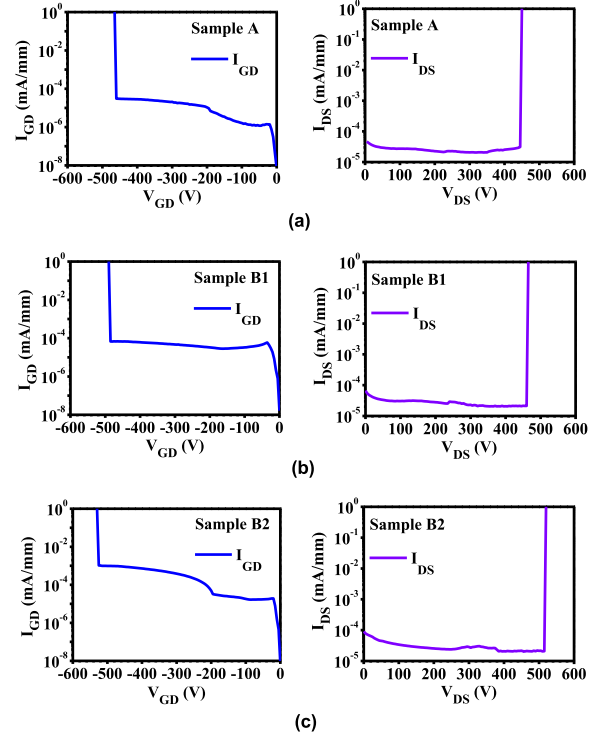 Sample A
I_GD
I_GD (mA/mm)
10^0
10^-2
10^-4
10^-6
10^-8
-600 -500 -400 -300 -200 -100 0
V_GD (V)
Sample A
I_DS
I_DS (mA/mm)
10^0
10^-1
10^-2
10^-3
10^-4
10^-5
0 100 200 300 400 500 600
V_DS (V)
(a)
Sample B1
I_GD
I_GD (mA/mm)
10^0
10^-2
10^-4
10^-6
10^-8
-600 -500 -400 -300 -200 -100 0
V_GD (V)
Sample B1
I_DS
I_DS (mA/mm)
10^0
10^-1
10^-2
10^-3
10^-4
10^-5
0 100 200 300 400 500 600
V_DS (V)
(b)
Sample B2
I_GD
I_GD (mA/mm)
10^0
10^-2
10^-4
10^-6
10^-8
-600 -500 -400 -300 -200 -100 0
V_GD (V)
Sample B2
I_DS
I_DS (mA/mm)
10^0
10^-1
10^-2
10^-3
10^-4
10^-5
0 100 200 300 400 500 600
V_DS (V)
(c)